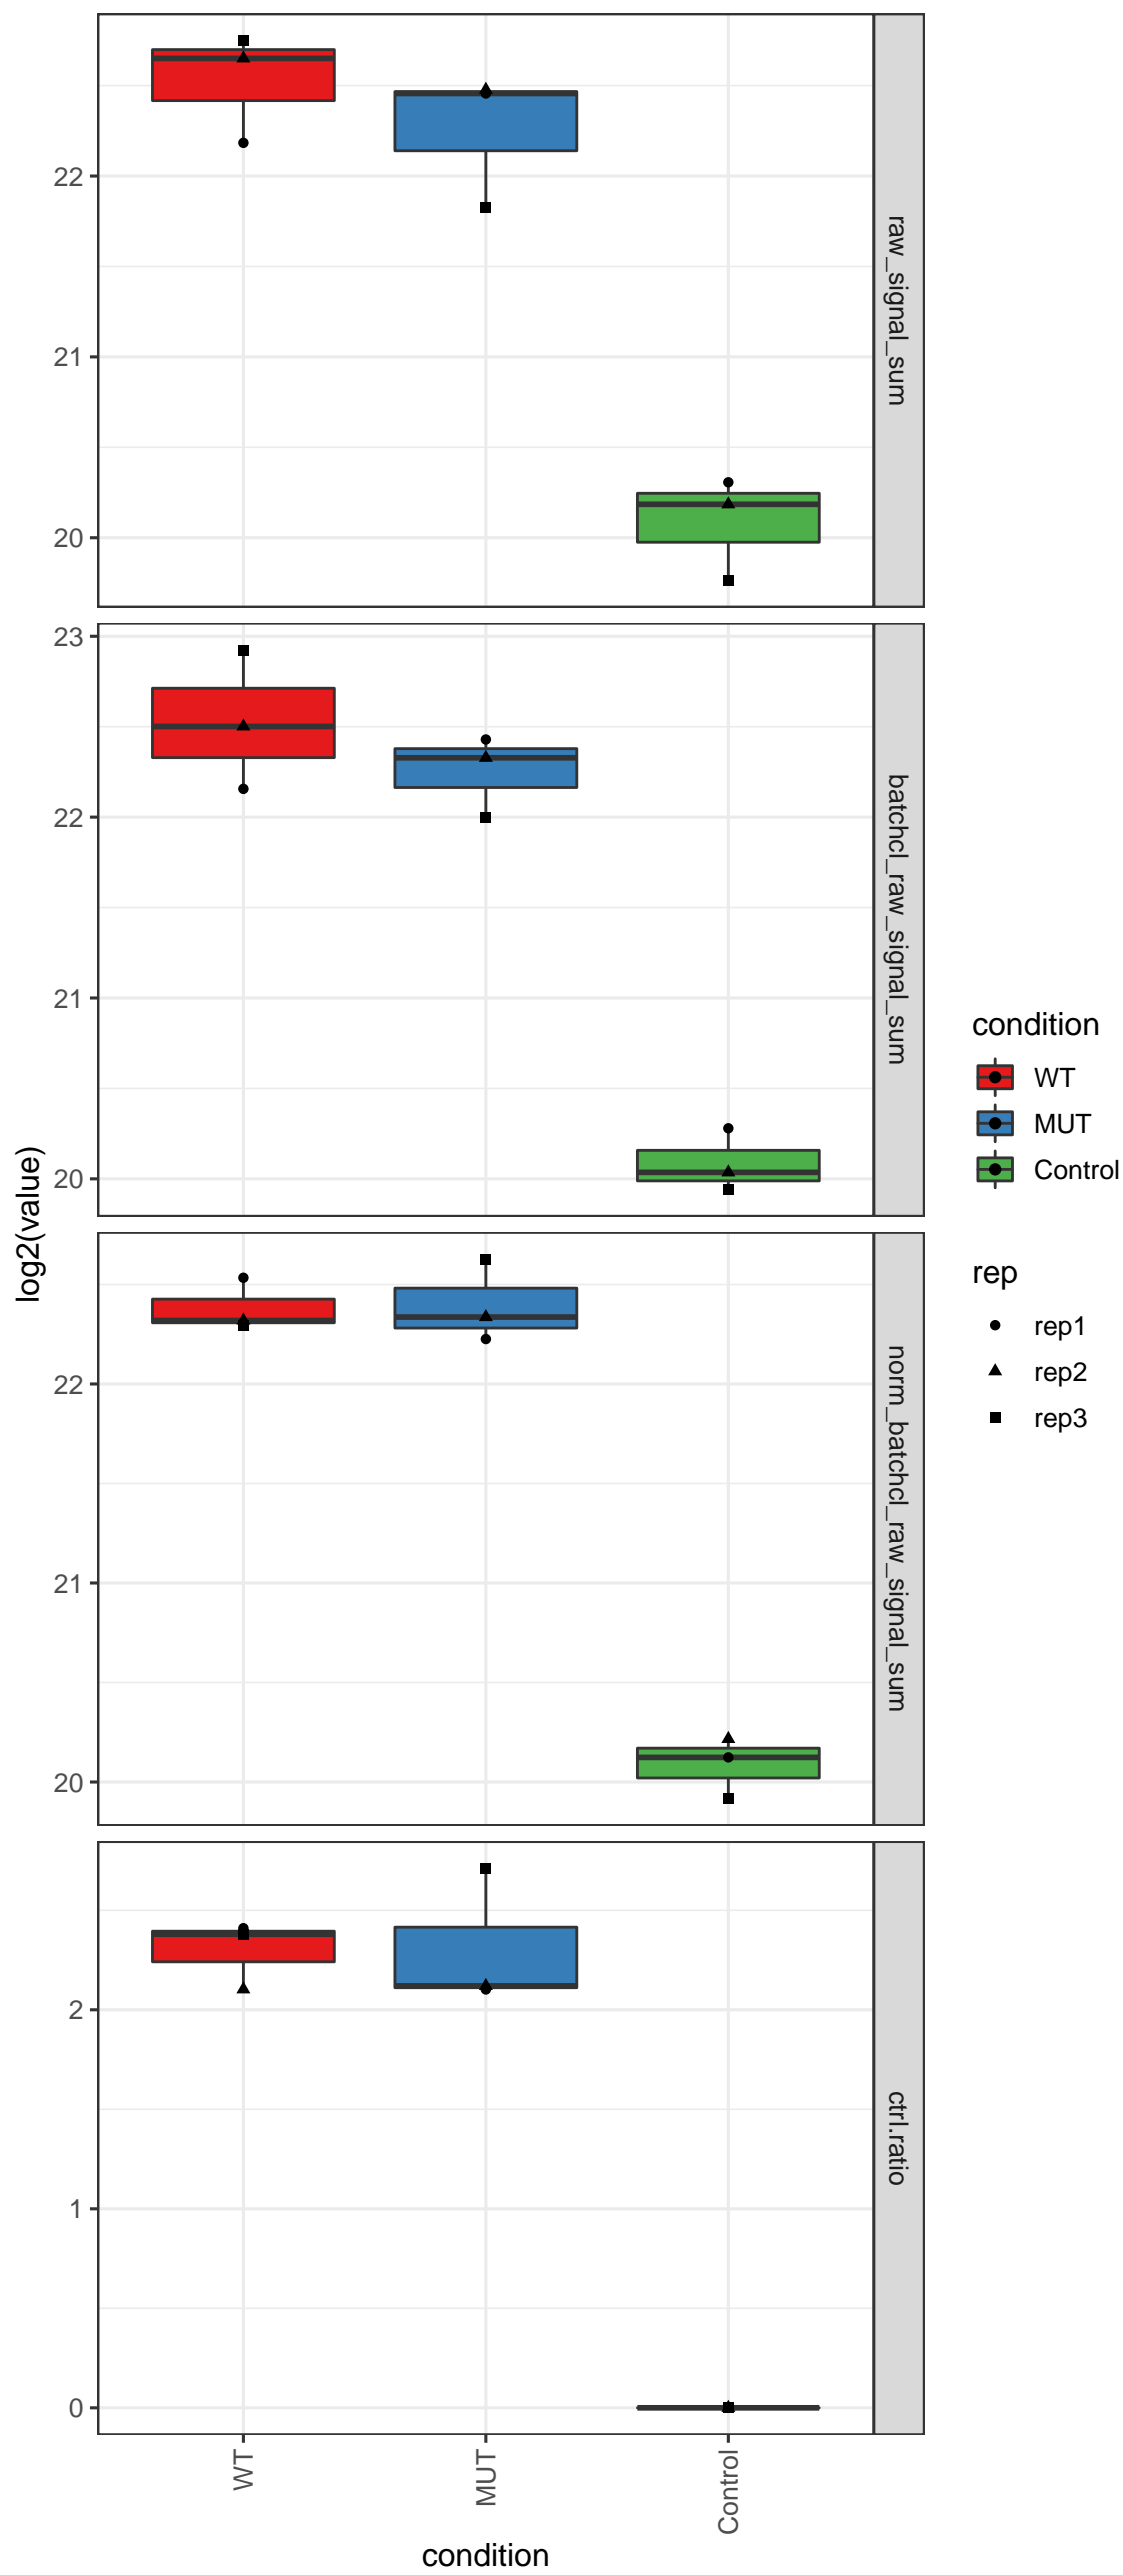 22
21
20
raw_signal_sum
23
22
21
20
batchcl_raw_signal_sum
22
21
20
norm_batchcl_raw_signal_sum
2
1
0
ctrl.ratio
log2(value)
WT
MUT
Control
condition
condition
WT
MUT
Control
rep
rep1
rep2
rep3